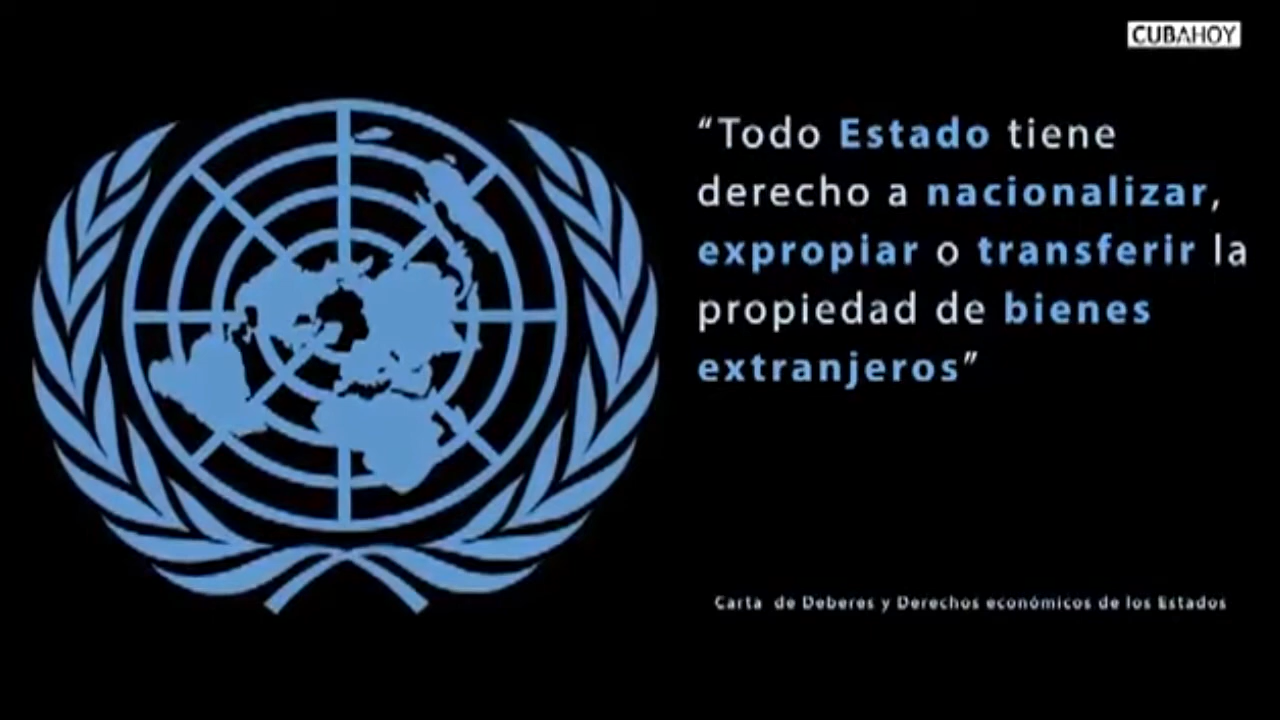 CUBAHOY
“Todo Estado tiene
derecho a nacionalizar,
expropiar o transferir la
propiedad de bienes
extranjeros”
Carta de Deberes y Derechos económicos de los Estados